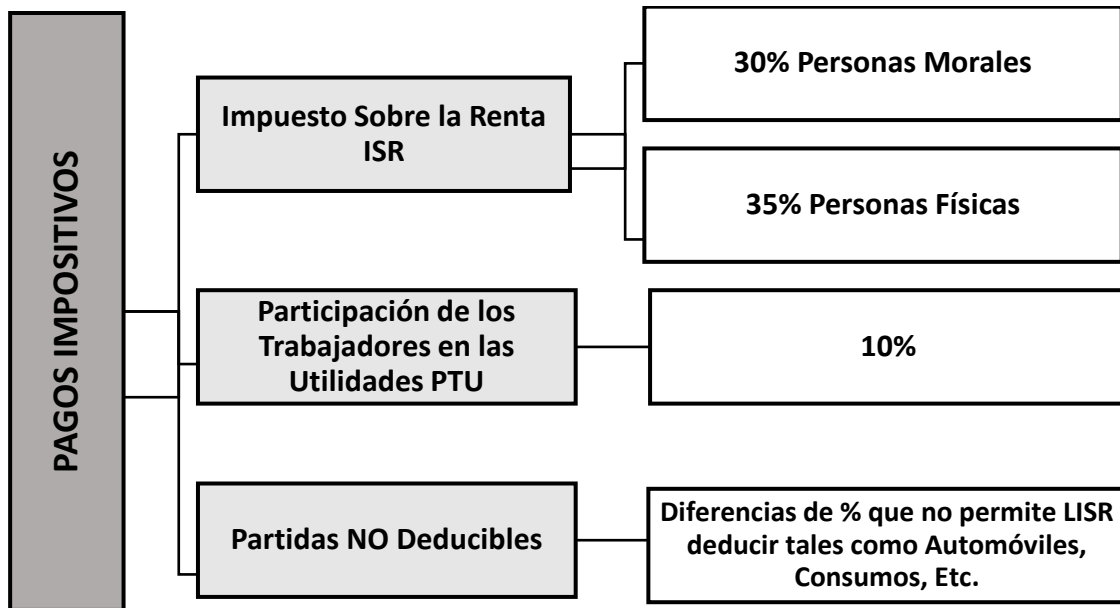 PAGOS IMPOSITIVOS
Impuesto Sobre la Renta
ISR
30% Personas Morales
35% Personas Físicas
Participación de los
Trabajadores en las
Utilidades PTU
10%
Partidas NO Deducibles
Diferencias de % que no permite LISR
deducir tales como Automóviles,
Consumos, Etc.